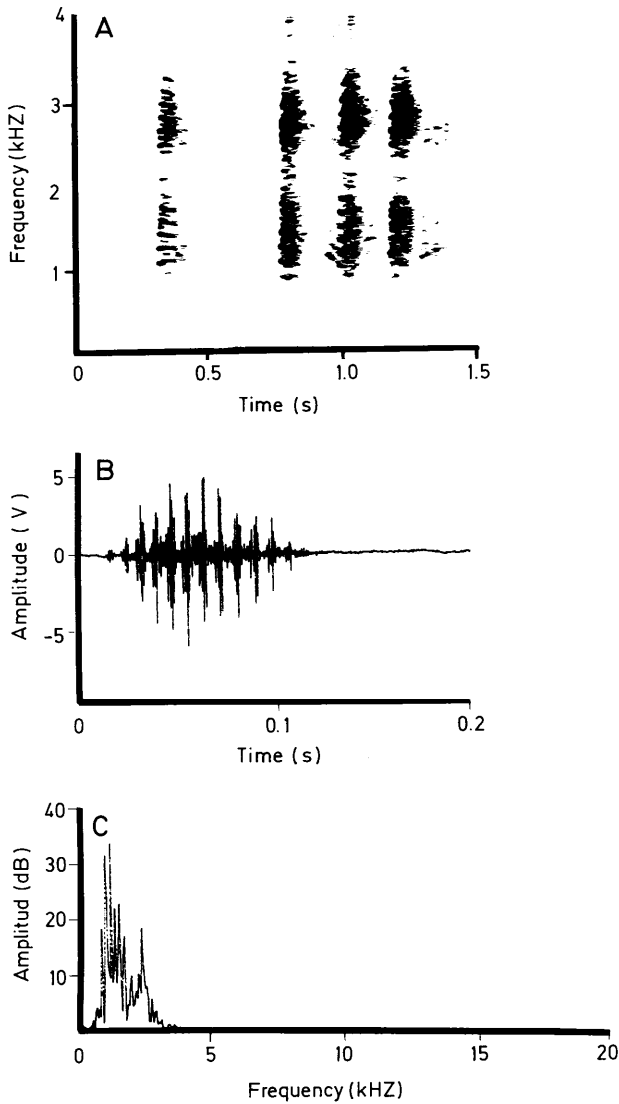 A
4
3
2
1
Frequency(kHZ)
0 0.5 1.0 1.5
Time (s)
B
5
0
-5
Amplitude ( V )
0 0.1 0.2
Time (s)
C
40
30
20
10
Amplitud (dB)
0 5 10 15 20
Frequency(kHZ)